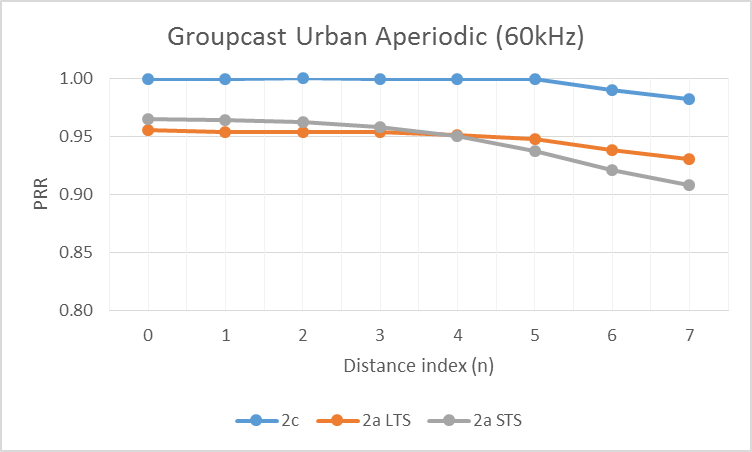 Groupcast Urban Aperiodic (60kHz)
1.00
0.95
0.90
0.85
0.80
PRR
0 1 2 3 4 5 6 7
Distance index (n)
2c 2a LTS 2a STS